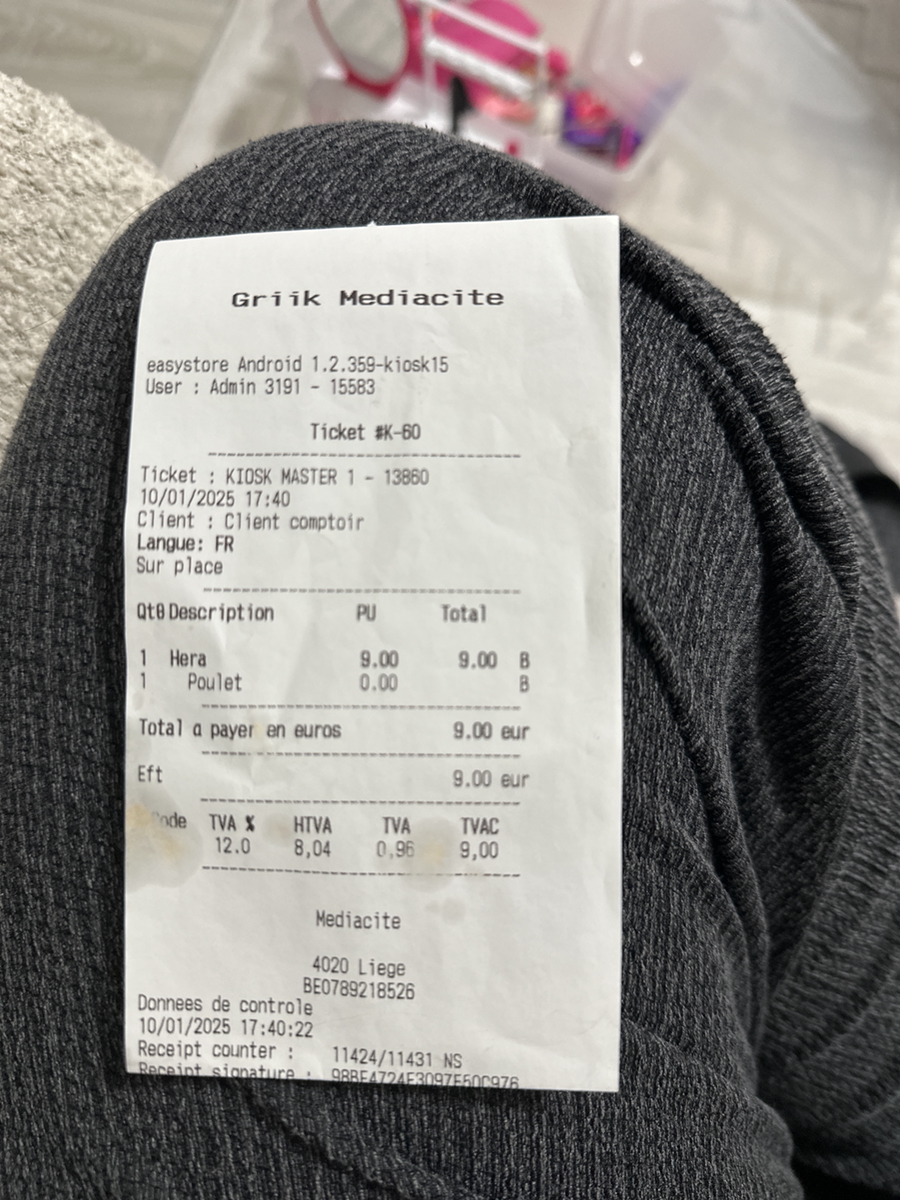 Griik Mediacite
easystore Android 1.2.359-kiosk15
User : Admin 3191 - 15583
Ticket #K-60
Ticket : KIOSK MASTER 1 - 13860
10/01/2025 17:40
Client : Client comptoir
Langue: FR
Sur place
Qt0 Description PU Total
1 Hera 9.00 9.00 B
1 Poulet 0.00 B
Total a payer en euros 9.00 eur
Eft 9.00 eur
Code TVA % HTVA TVA TVAC
12.0 8,04 0,96 9,00
Mediacite
4020 Liege
BE0789218526
Donnees de controle
10/01/2025 17:40:22
Receipt counter : 11424/11431 NS
Receipt signature :